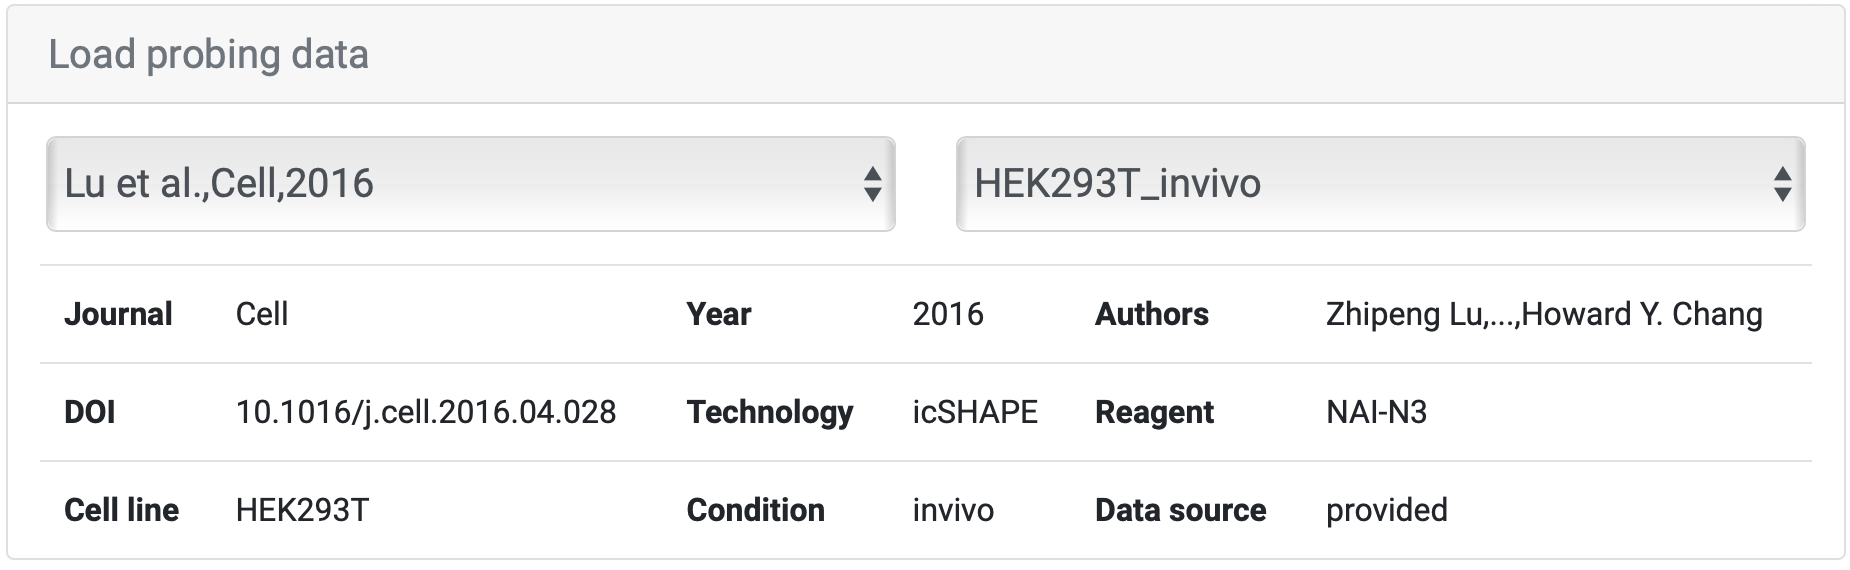 Load probing data
Lu et al.,Cell,2016 HEK293T_invivo
Journal Cell Year 2016 Authors Zhipeng Lu,...,Howard Y. Chang
DOI 10.1016/j.cell.2016.04.028 Technology icSHAPE Reagent NAI-N3
Cell line HEK293T Condition invivo Data source provided